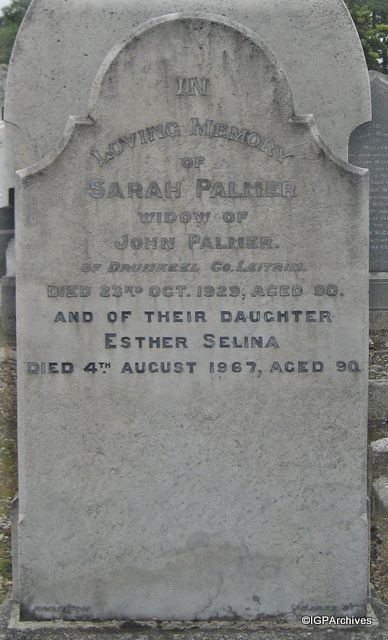 IN
LOVING MEMORY
OF
SARAH PALMER
WIDOW OF
JOHN PALMER.
OF DRUMKEEL CO. LEITRIM.
DIED 23RD OCT. 1929, AGED 90.
AND OF THEIR DAUGHTER
ESTHER SELINA
DIED 4TH AUGUST 1967, AGED 90
©IGPArchives